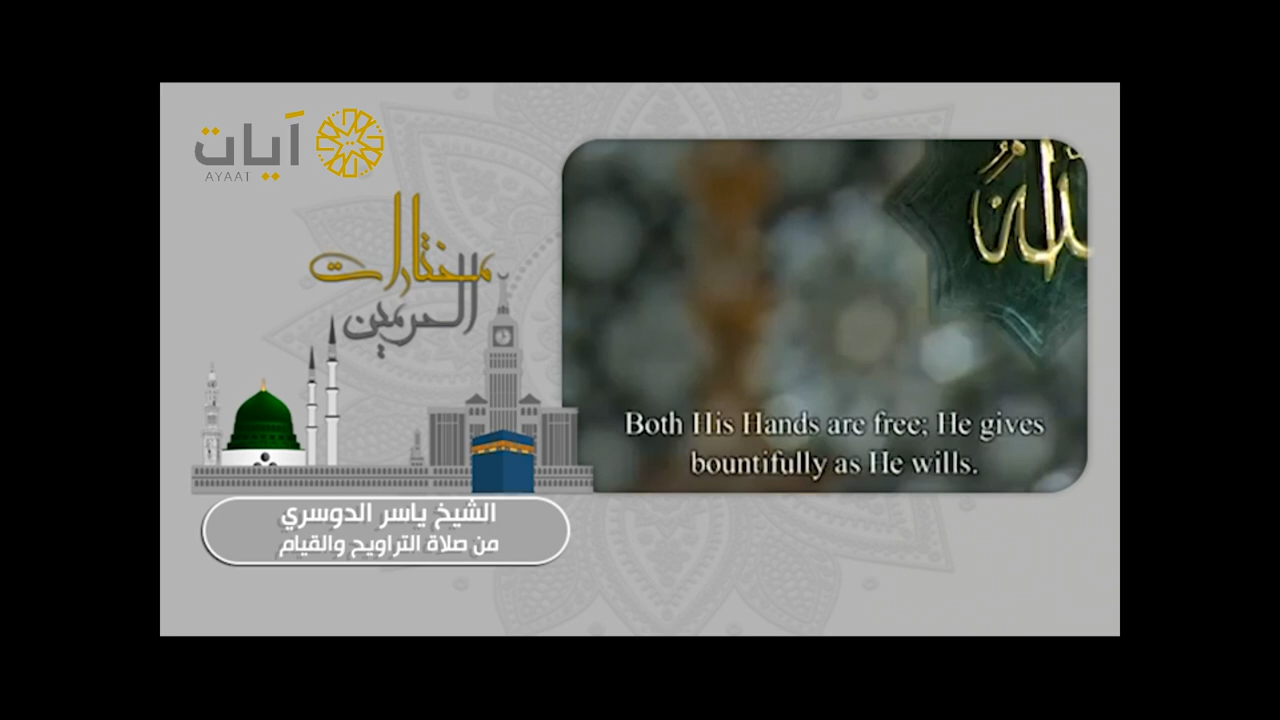 آيات
AYAAT
مختارات
الحرمين
الله
Both His Hands are free; He gives
bountifully as He wills.
الشيخ ياسر الدوسري
من صلاة التراويح والقيام